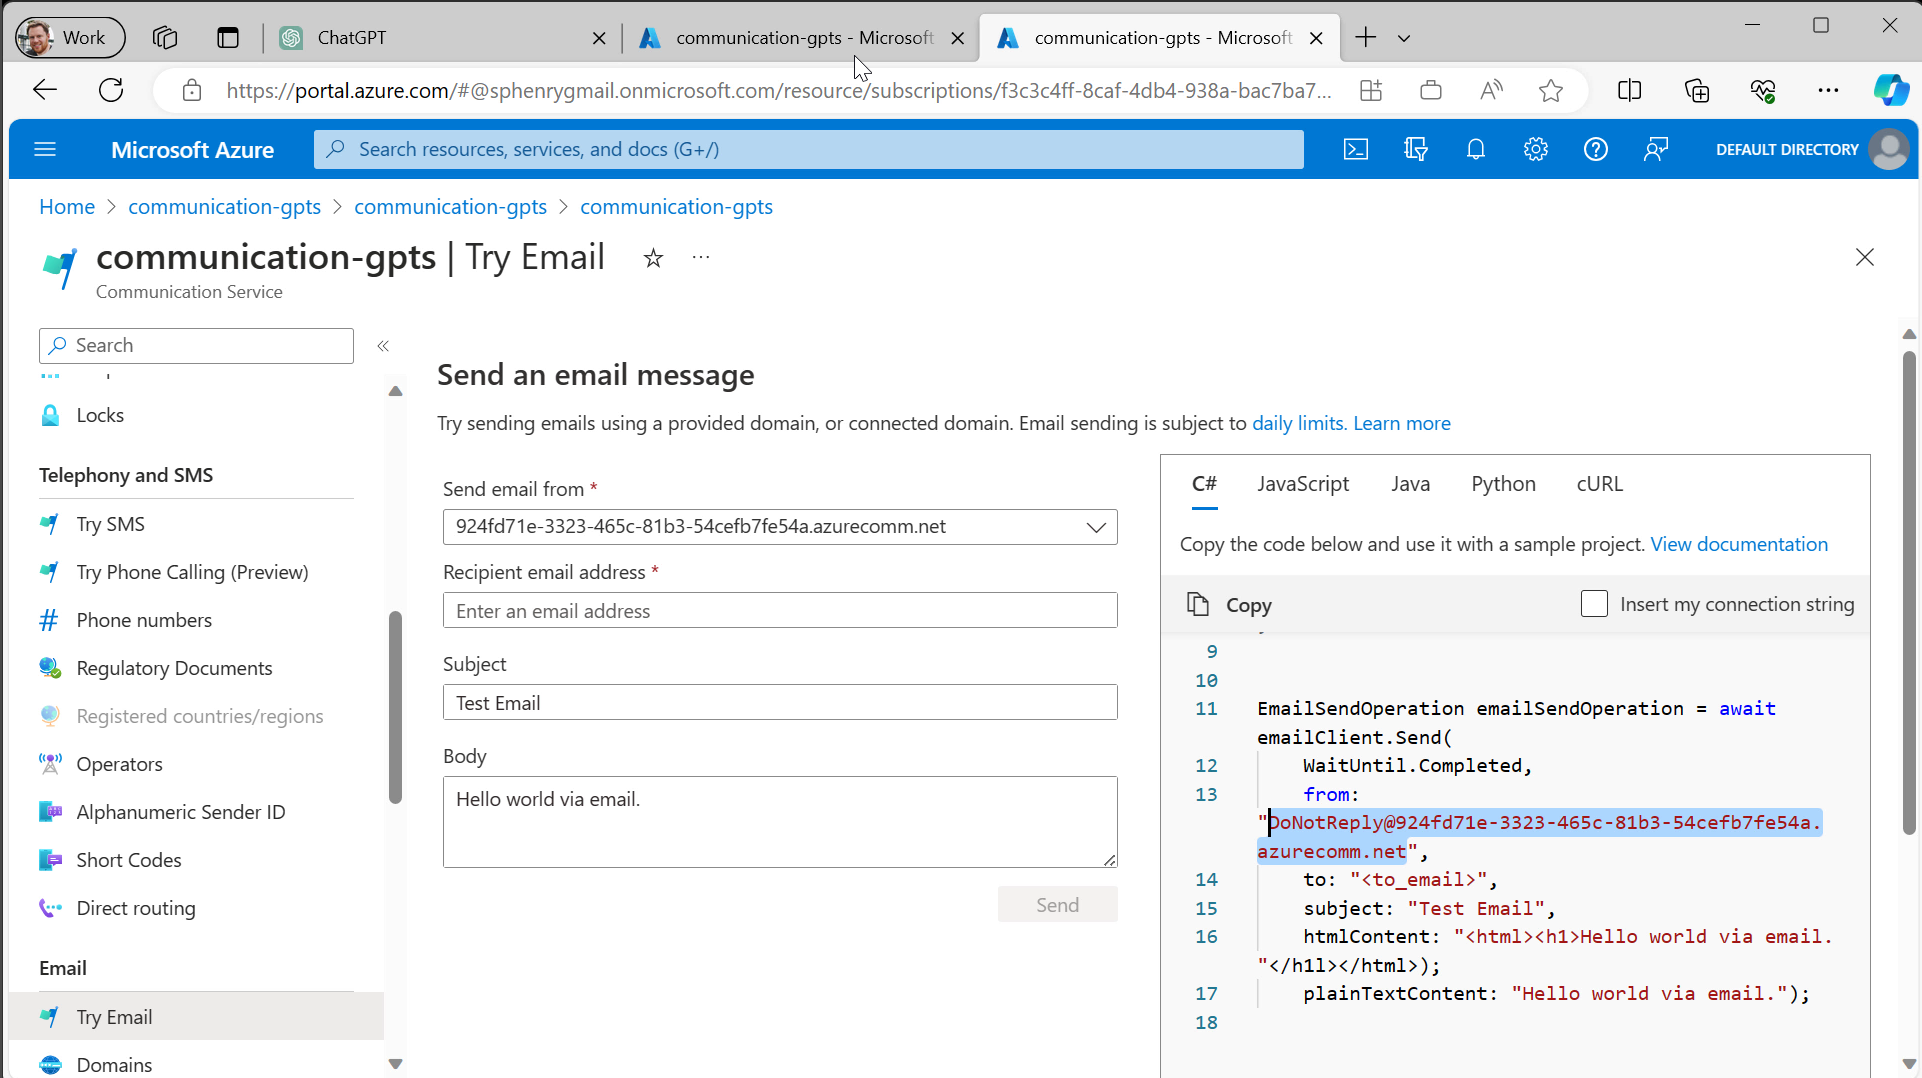 Work
ChatGPT
communication-gpts - Microsoft
communication-gpts - Microsoft
https://portal.azure.com/#@sphenrygmail.onmicrosoft.com/resource/subscriptions/f3c3c4ff-8caf-4db4-938a-bac7ba7...
Microsoft Azure
Search resources, services, and docs (G+/)
DEFAULT DIRECTORY
Home > communication-gpts > communication-gpts > communication-gpts
communication-gpts | Try Email
Communication Service
Search
Locks
Telephony and SMS
Try SMS
Try Phone Calling (Preview)
Phone numbers
Regulatory Documents
Registered countries/regions
Operators
Alphanumeric Sender ID
Short Codes
Direct routing
Email
Try Email
Domains
Send an email message
Try sending emails using a provided domain, or connected domain. Email sending is subject to daily limits. Learn more
Send email from *
924fd71e-3323-465c-81b3-54cefb7fe54a.azurecomm.net
Recipient email address *
Enter an email address
Subject
Test Email
Body
Hello world via email.
Send
C# JavaScript Java Python cURL
Copy the code below and use it with a sample project. View documentation
Copy
Insert my connection string
9
10
11 EmailSendOperation emailSendOperation = await
emailClient.Send(
12 WaitUntil.Completed,
13 from:
"DoNotReply@924fd71e-3323-465c-81b3-54cefb7fe54a.
azurecomm.net",
14 to: "<to_email>",
15 subject: "Test Email",
16 htmlContent: "<html><h1>Hello world via email.
"</h1l></html>);
17 plainTextContent: "Hello world via email.");
18